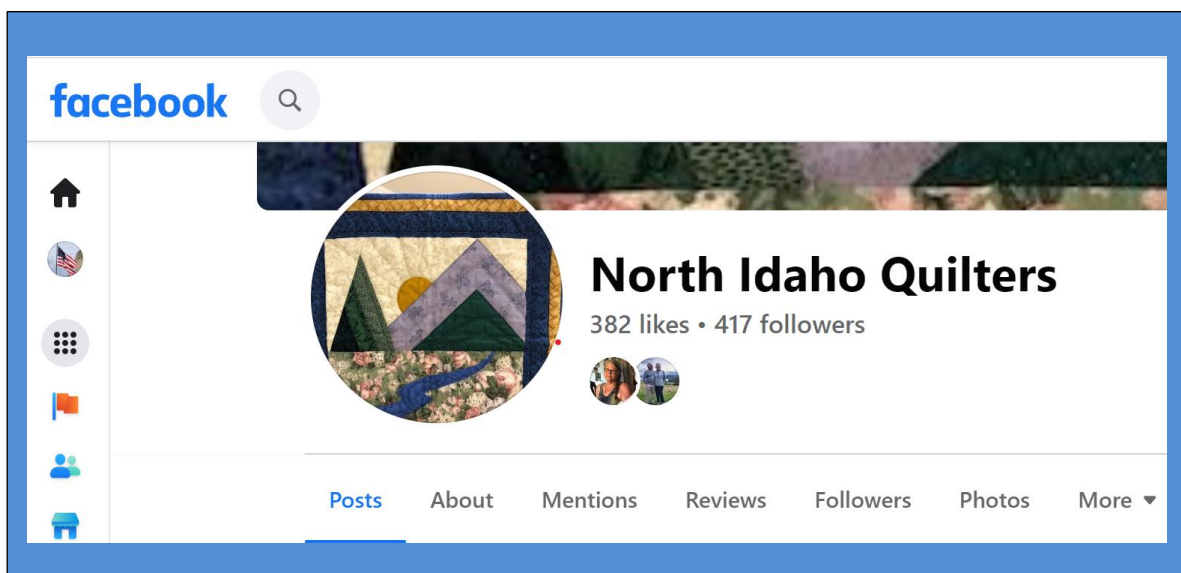 facebook
North Idaho Quilters
382 likes • 417 followers
Posts About Mentions Reviews Followers Photos More